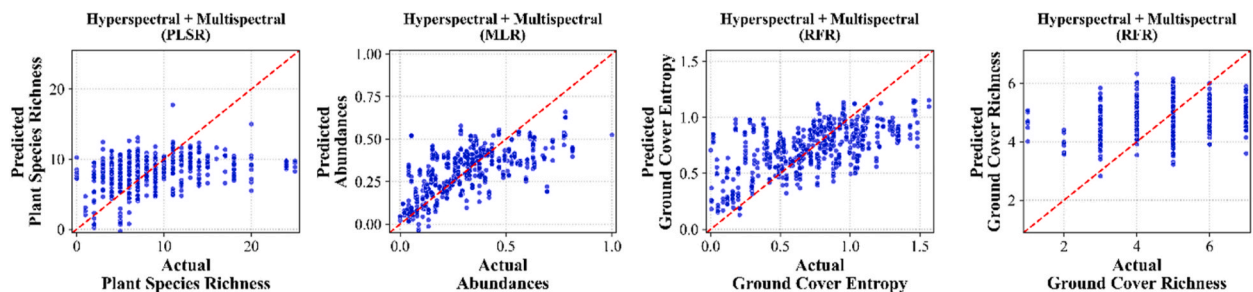 Hyperspectral + Multispectral
(PLSR)
Predicted
Plant Species Richness
20
10
0
0
10
20
Actual
Plant Species Richness
Hyperspectral + Multispectral
(MLR)
Predicted
Abundances
1.00
0.75
0.50
0.25
0.00
0.0
0.5
1.0
Actual
Abundances
Hyperspectral + Multispectral
(RFR)
Predicted
Ground Cover Entropy
1.5
1.0
0.5
0.0
0.0
0.5
1.0
1.5
Actual
Ground Cover Entropy
Hyperspectral + Multispectral
(RFR)
Predicted
Ground Cover Richness
6
4
2
2
4
6
Actual
Ground Cover Richness